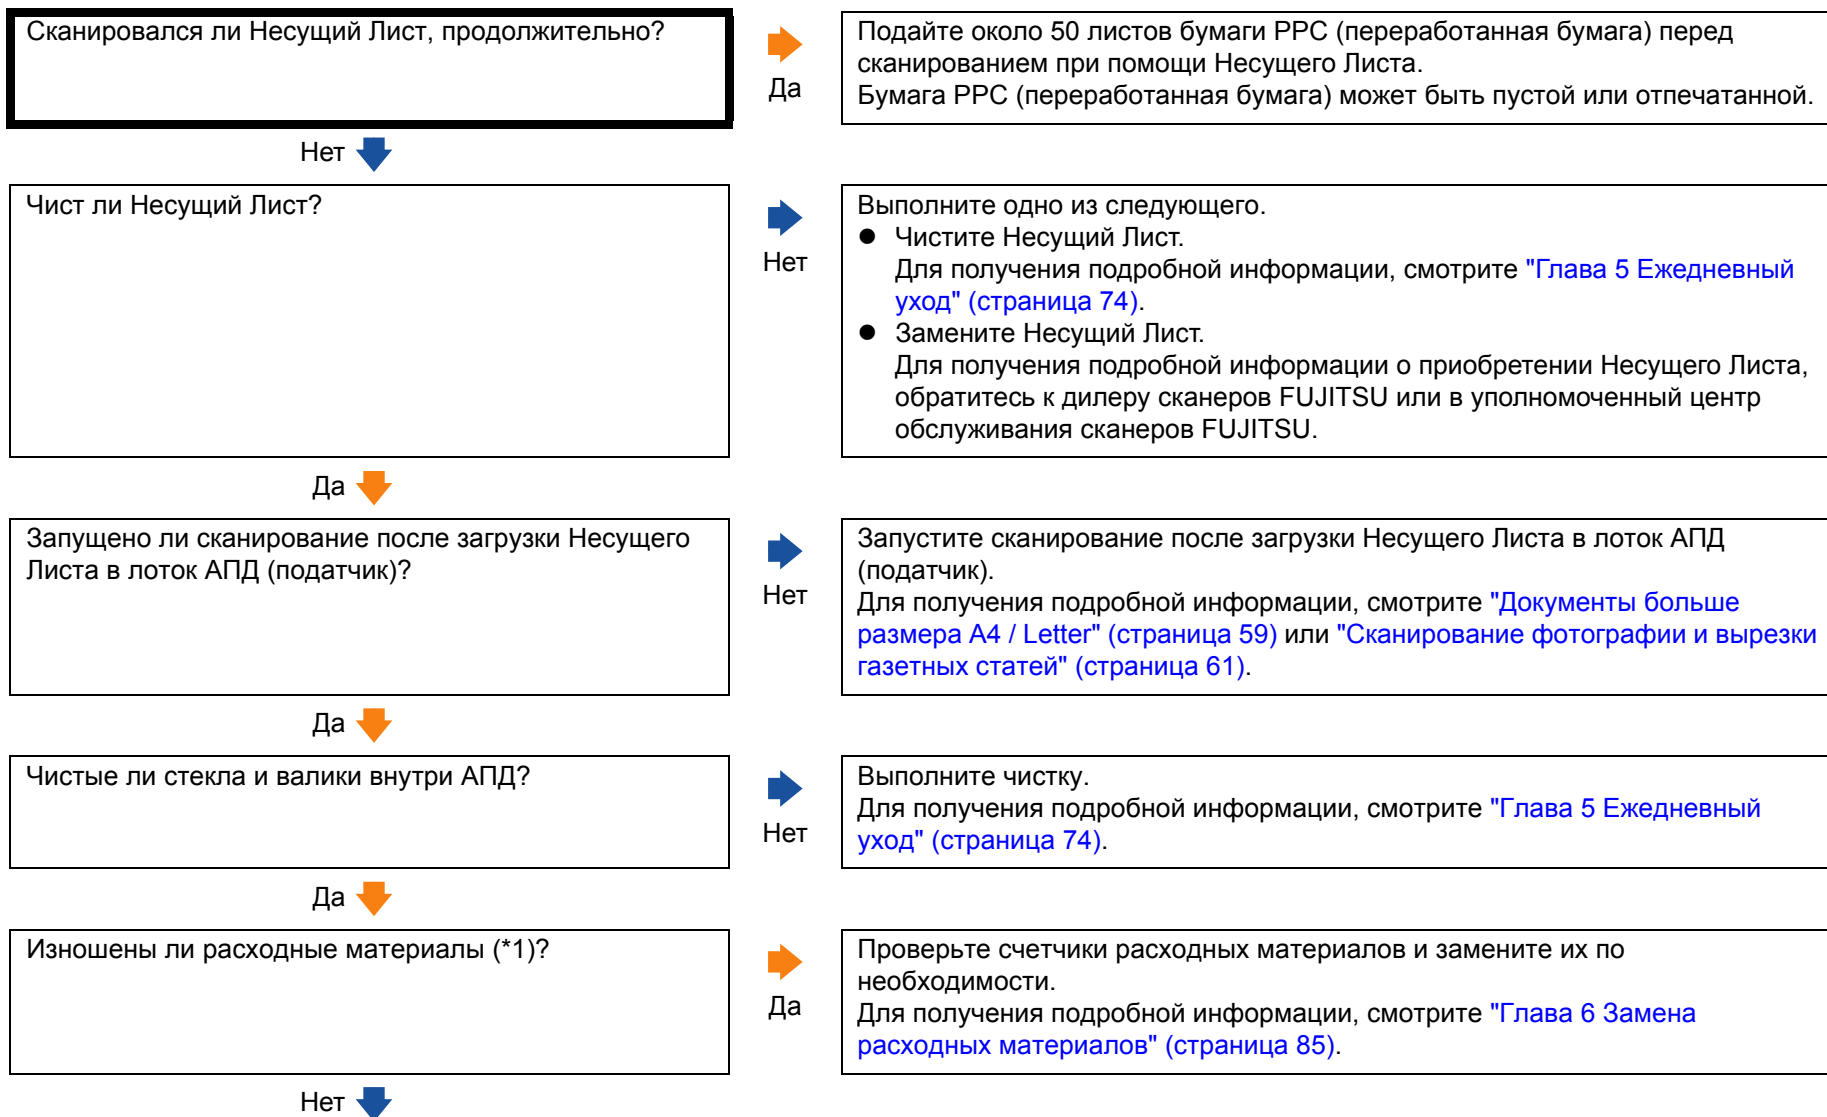 Сканировался ли Несущий Лист, продолжительно?
Да
Подайте около 50 листов бумаги PPC (переработанная бумага) перед
сканированием при помощи Несущего Листа.
Бумага PPC (переработанная бумага) может быть пустой или отпечатанной.
Нет
Чист ли Несущий Лист?
Нет
Выполните одно из следующего.
● Чистите Несущий Лист.
Для получения подробной информации, смотрите "Глава 5 Ежедневный
уход" (страница 74).
● Замените Несущий Лист.
Для получения подробной информации о приобретении Несущего Листа,
обратитесь к дилеру сканеров FUJITSU или в уполномоченный центр
обслуживания сканеров FUJITSU.
Да
Запущено ли сканирование после загрузки Несущего
Листа в лоток АПД (податчик)?
Нет
Запустите сканирование после загрузки Несущего Листа в лоток АПД
(податчик).
Для получения подробной информации, смотрите "Документы больше
размера A4 / Letter" (страница 59) или "Сканирование фотографии и вырезки
газетных статей" (страница 61).
Да
Чистые ли стекла и валики внутри АПД?
Нет
Выполните чистку.
Для получения подробной информации, смотрите "Глава 5 Ежедневный
уход" (страница 74).
Да
Изношены ли расходные материалы (*1)?
Да
Проверьте счетчики расходных материалов и замените их по
необходимости.
Для получения подробной информации, смотрите "Глава 6 Замена
расходных материалов" (страница 85).
Нет